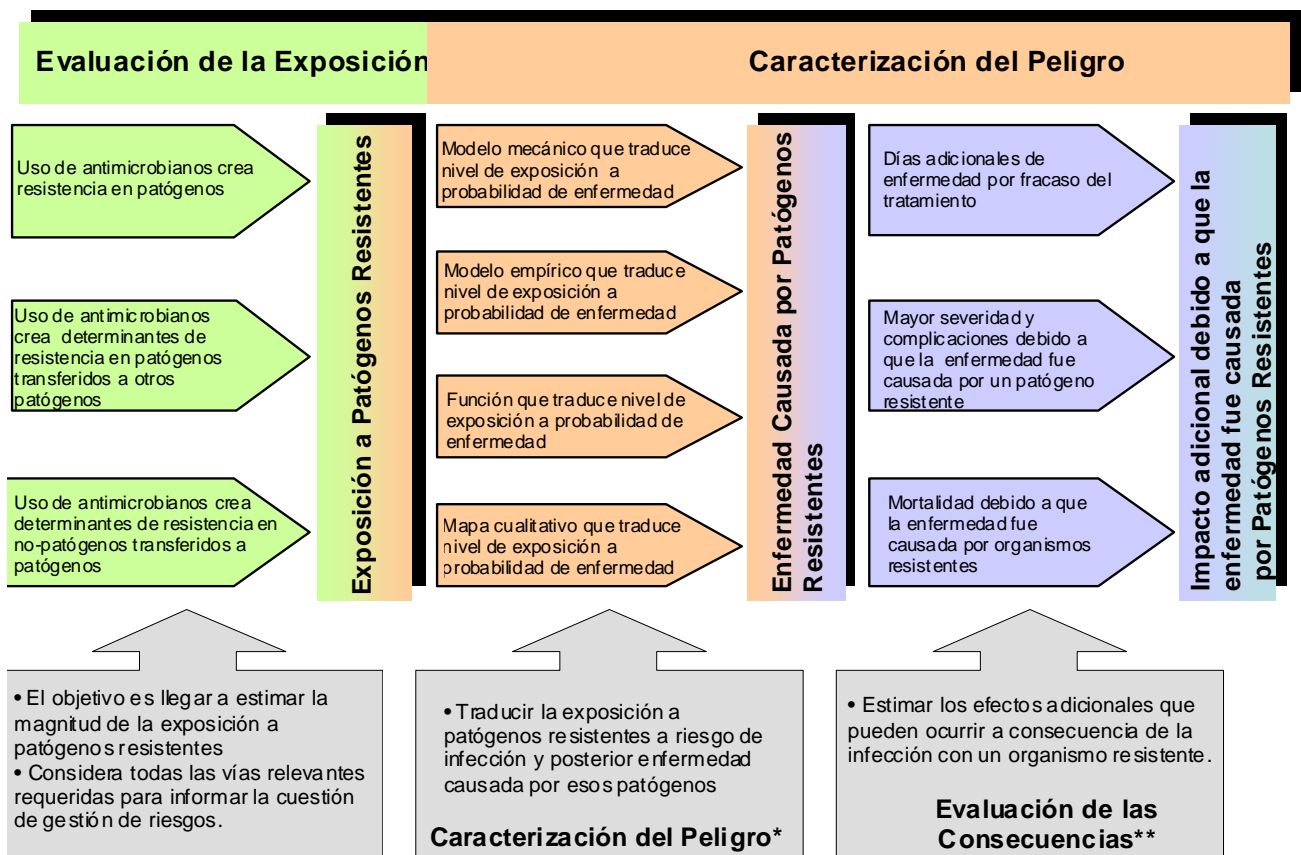 Evaluación de la Exposición
Caracterización del Peligro
Uso de antimicrobianos crea
resistencia en patógenos
Uso de antimicrobianos
crea determinantes de
resistencia en patógenos
transferidos a otros
patógenos
Uso de antimicrobianos crea
determinantes de resistencia en
no-patógenos transferidos a
patógenos
Exposición a Patógenos Resistentes
Modelo mecánico que traduce
nivel de exposición a
probabilidad de enfermedad
Modelo empírico que traduce
nivel de exposición a
probabilidad de enfermedad
Función que traduce nivel de
exposición a probabilidad de
enfermedad
Mapa cualitativo que traduce
nivel de exposición a
probabilidad de enfermedad
Enfermedad Causada por Patógenos
Resistentes
Días adicionales de
enfermedad por fracaso del
tratamiento
Mayor severidad y
complicaciones debido a
que la enfermedad fue
causada por un patógeno
resistente
Mortalidad debido a que
la enfermedad fue
causada por organismos
resistentes
Impacto adicional debido a que la
enfermedad fue causada
por Patógenos Resistentes
• El objetivo es llegar a estimar la
magnitud de la exposición a
patógenos resistentes
• Considera todas las vías relevantes
requeridas para informar la cuestión
de gestión de riesgos.
• Traducir la exposición a
patógenos resistentes a riesgo de
infección y posterior enfermedad
causada por esos patógenos
Caracterización del Peligro*
• Estimar los efectos adicionales que
pueden ocurrir a consecuencia de la
infección con un organismo resistente.
Evaluación de las
Consecuencias**